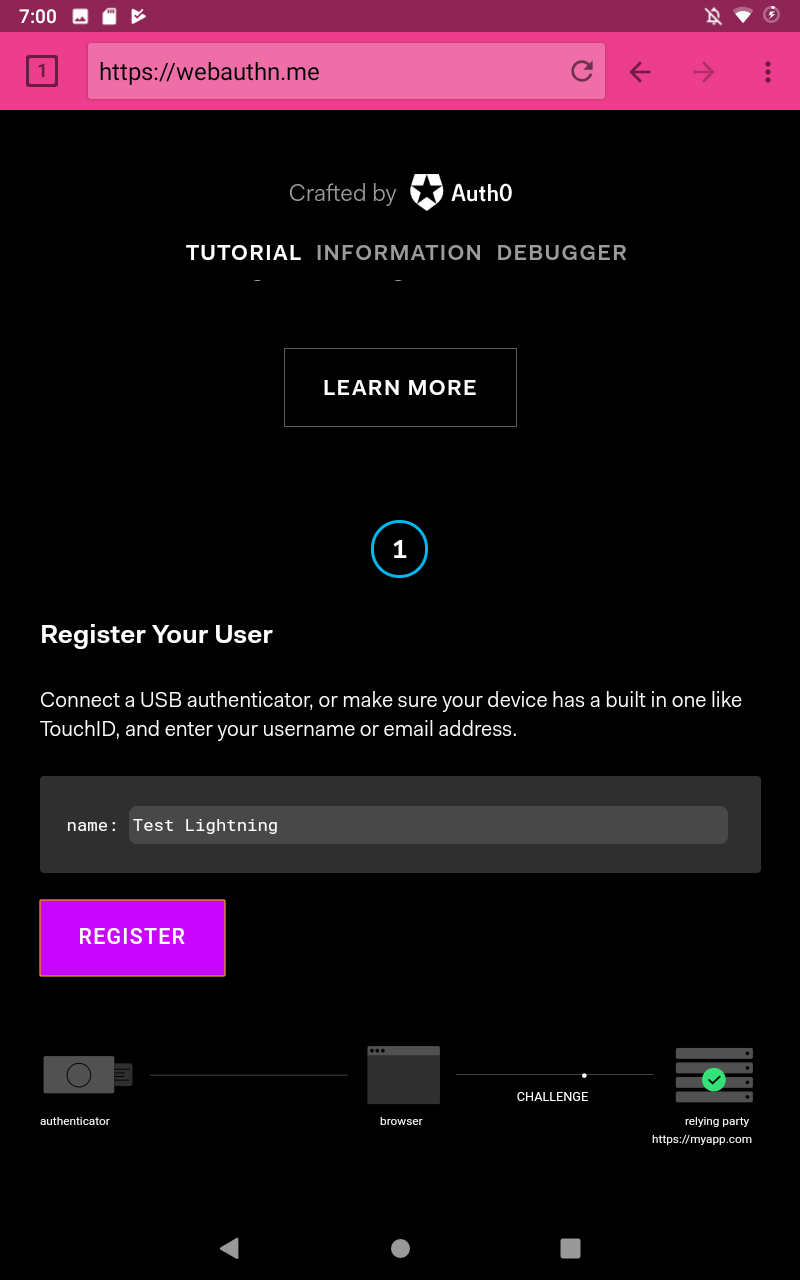 7:00
1
https://webauthn.me
Crafted by Auth0
TUTORIAL INFORMATION DEBUGGER
LEARN MORE
1
Register Your User
Connect a USB authenticator, or make sure your device has a built in one like
TouchID, and enter your username or email address.
name: Test Lightning
REGISTER
CHALLENGE
authenticator browser relying party
https://myapp.com